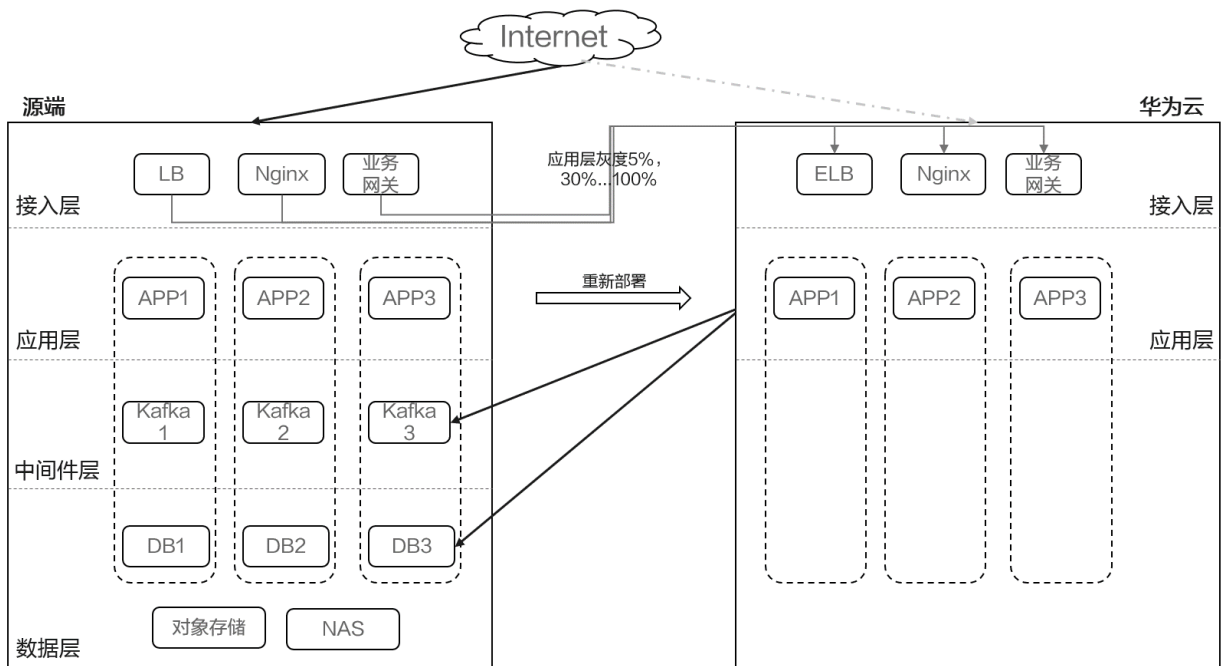 Internet
源端
华为云
LB
Nginx
业务
网关
应用层灰度5%，
30%...100%
ELB
Nginx
业务
网关
接入层
接入层
APP1
APP2
APP3
重新部署
APP1
APP2
APP3
应用层
应用层
Kafka
1
Kafka
2
Kafka
3
中间件层
DB1
DB2
DB3
对象存储
NAS
数据层